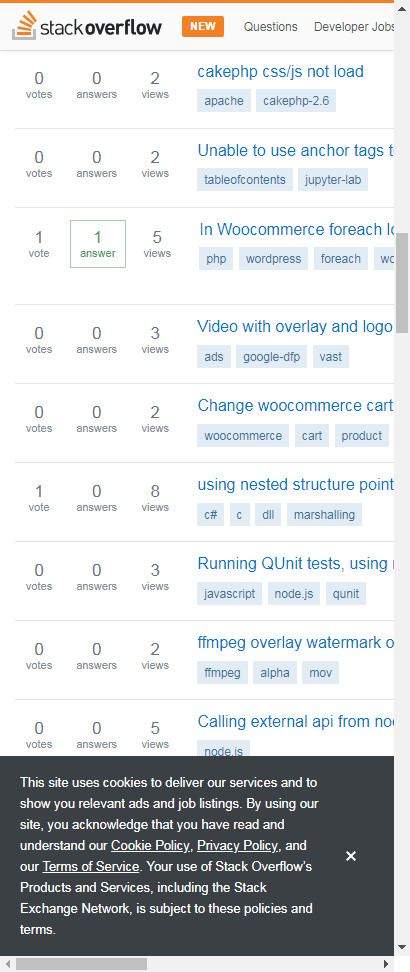 stackoverflow NEW Questions Developer Jobs
0 0 2 cakephp css/js not load
votes answers views apache cakephp-2.6
0 0 2 Unable to use anchor tags t
votes answers views tableofcontents jupyter-lab
1 1 5 In Woocommerce foreach lo
vote answer views php wordpress foreach wo
0 0 3 Video with overlay and logo
votes answers views ads google-dfp vast
0 0 2 Change woocommerce cart
votes answers views woocommerce cart product
1 0 8 using nested structure point
vote answers views c# c dll marshalling
0 0 3 Running QUnit tests, using
votes answers views javascript node.js qunit
0 0 2 ffmpeg overlay watermark o
votes answers views ffmpeg alpha mov
0 0 5 Calling external api from no
votes answers views node.js
This site uses cookies to deliver our services and to
show you relevant ads and job listings. By using our
site, you acknowledge that you have read and
understand our Cookie Policy, Privacy Policy, and
our Terms of Service. Your use of Stack Overflow's
Products and Services, including the Stack
Exchange Network, is subject to these policies and
terms.